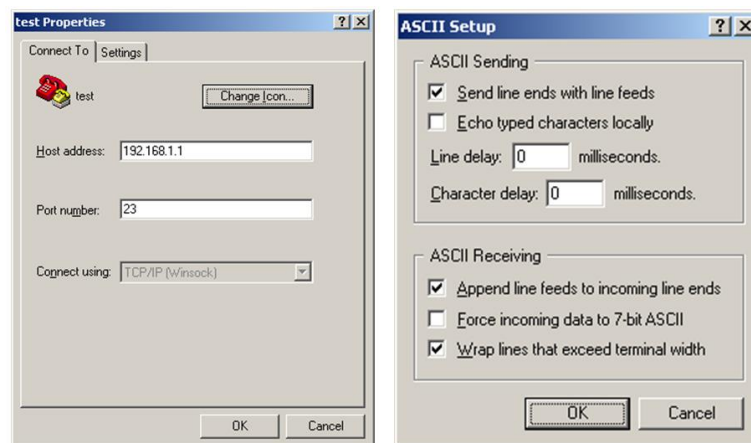 test Properties
Connect To
Settings
test
Change Icon...
Host address:
192.168.1.1
Port number:
23
Connect using:
TCP/IP (Winsock)
OK
Cancel
ASCII Setup
ASCII Sending
Send line ends with line feeds
Echo typed characters locally
Line delay: 0 milliseconds.
Character delay: 0 milliseconds.
ASCII Receiving
Append line feeds to incoming line ends
Force incoming data to 7-bit ASCII
Wrap lines that exceed terminal width
OK
Cancel